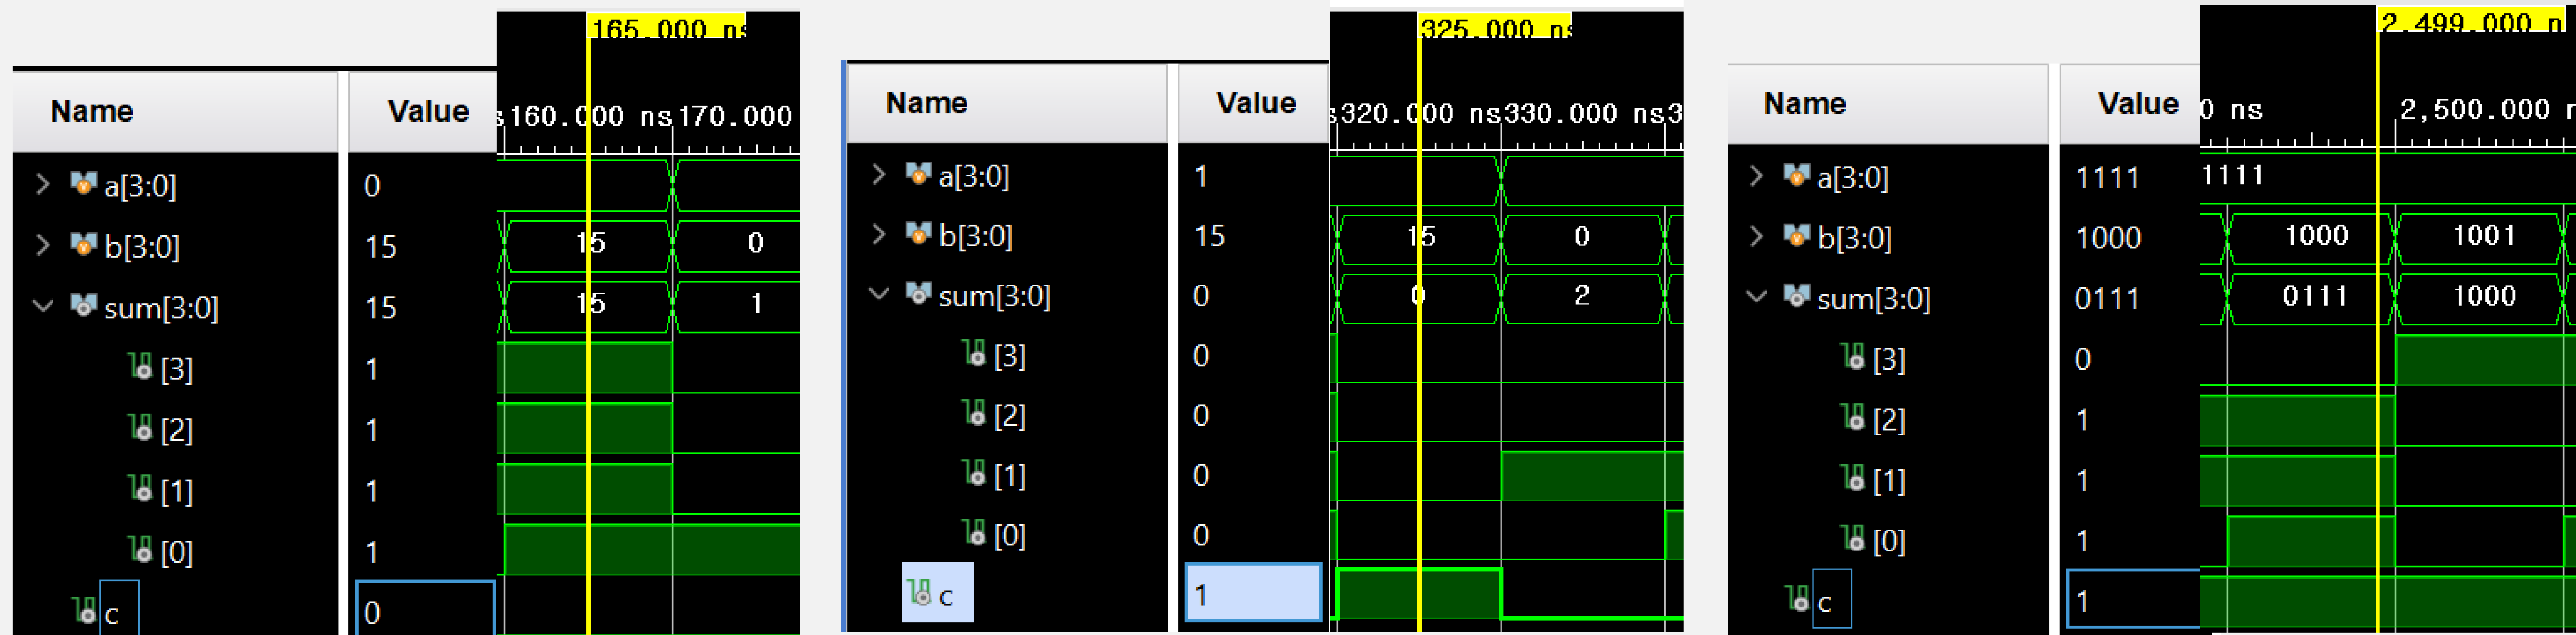 165.000 ns
Name Value
160.000 ns 170.000
a[3:0] 0
b[3:0] 15 15 0
sum[3:0] 15 15 1
[3] 1
[2] 1
[1] 1
[0] 1
c 0
325.000 ns
Name Value
320.000 ns 330.000 ns 3
a[3:0] 1
b[3:0] 15 15 0
sum[3:0] 0 0 2
[3] 0
[2] 0
[1] 0
[0] 0
c 1
2,499.000 n
Name Value
0 ns 2,500.000 n
a[3:0] 1111 1111
b[3:0] 1000 1000 1001
sum[3:0] 0111 0111 1000
[3] 0
[2] 1
[1] 1
[0] 1
c 1